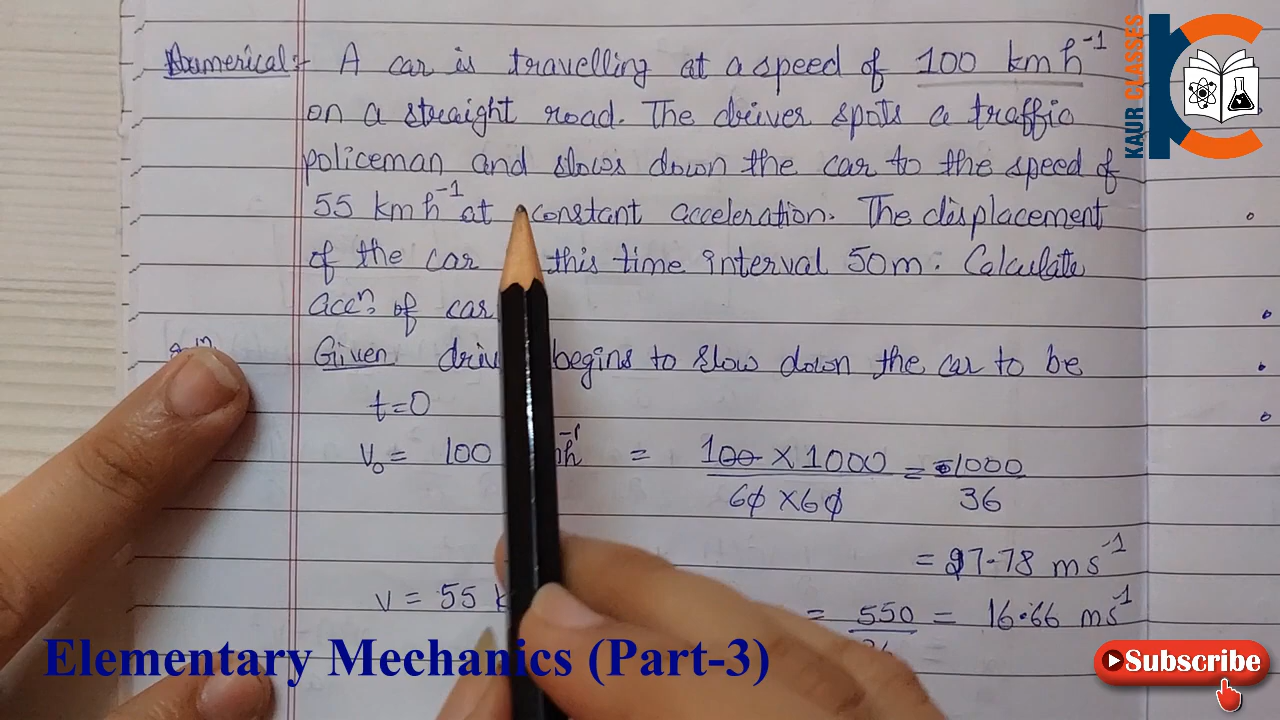 Numerical:- A car is travelling at a speed of 100 km h⁻¹
on a straight road. The driver spots a traffic
policeman and slows down the car to the speed of
55 km h⁻¹ at constant acceleration. The displacement
of the car this time interval 50m. Calculate
accⁿ. of car
Given driv begins to slow down the car to be
t=0
V₀ = 100 h⁻¹ = 100 X 1000 / 60 X 60 = 1000 / 36
= 27.78 ms⁻¹
v = 55 k = 550 = 16.66 ms⁻¹
KAUR CLASSES
Elementary Mechanics (Part-3)
Subscribe